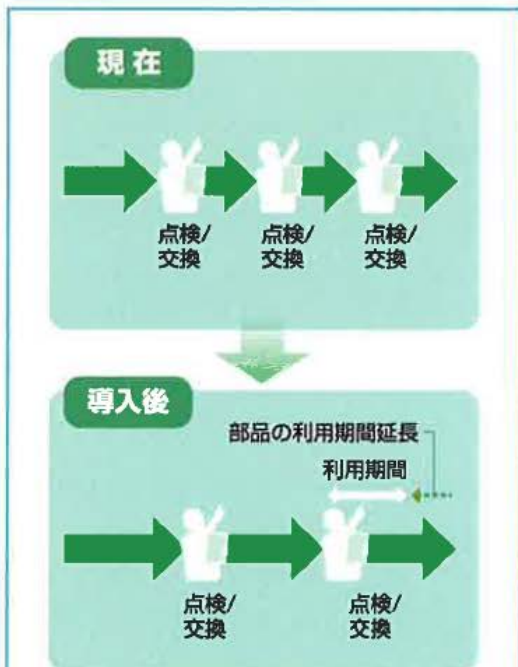 現在
点検/
交換
点検/
交換
点検/
交換
導入後
部品の利用期間延長
利用期間
点検/
交換
点検/
交換